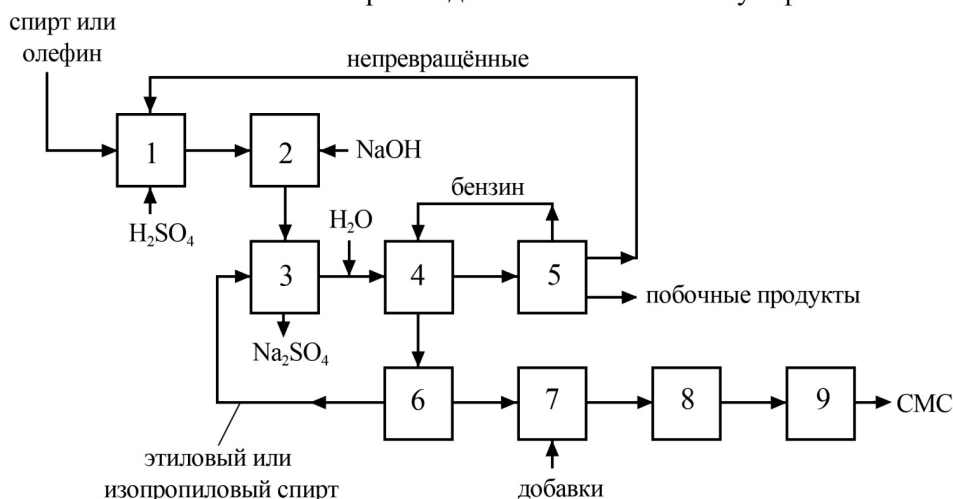 спирт или
олефин
непревращённые
1
2
NaOH
H₂SO₄
бензин
H₂O
3
4
5
побочные продукты
Na₂SO₄
6
7
8
9
СМС
этиловый или
изопропиловый спирт
добавки